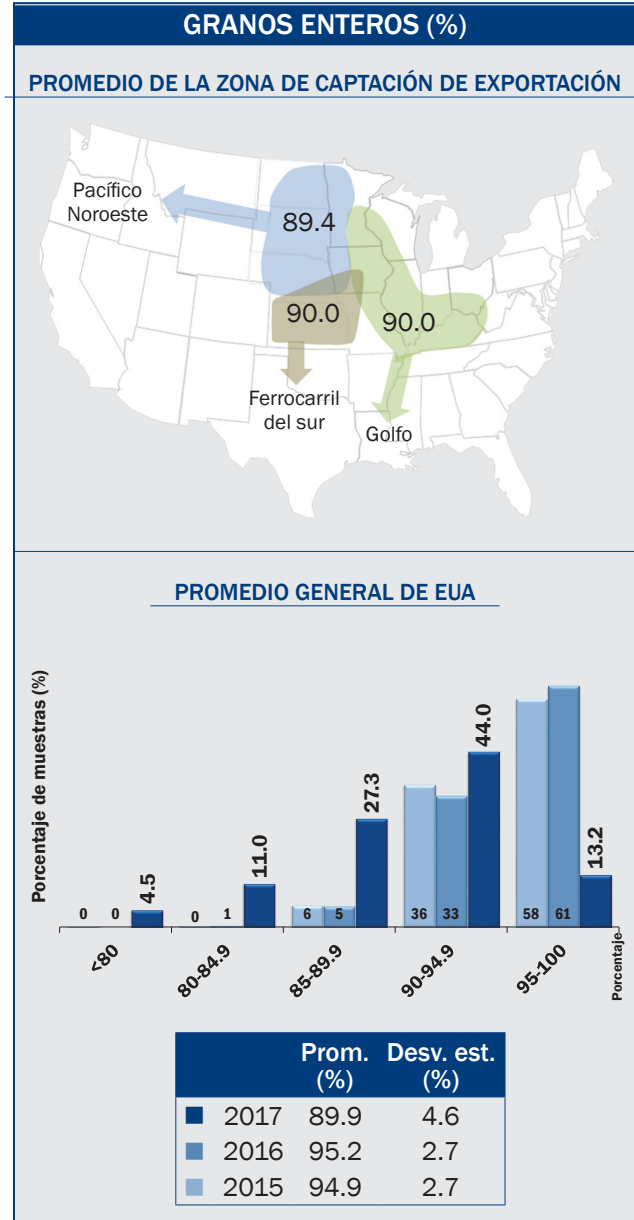 GRANOS ENTEROS (%)
PROMEDIO DE LA ZONA DE CAPTACIÓN DE EXPORTACIÓN
Pacífico
Noroeste
89.4
90.0
90.0
Ferrocarril
del sur
Golfo
PROMEDIO GENERAL DE EUA
Porcentaje de muestras (%)
0 0 4.5
0 1 11.0
6 5 27.3
36 33 44.0
58 61 13.2
<80 80-84.9 85-89.9 90-94.9 95-100
Porcentaje
Prom. Desv. est.
(%) (%)
2017 89.9 4.6
2016 95.2 2.7
2015 94.9 2.7